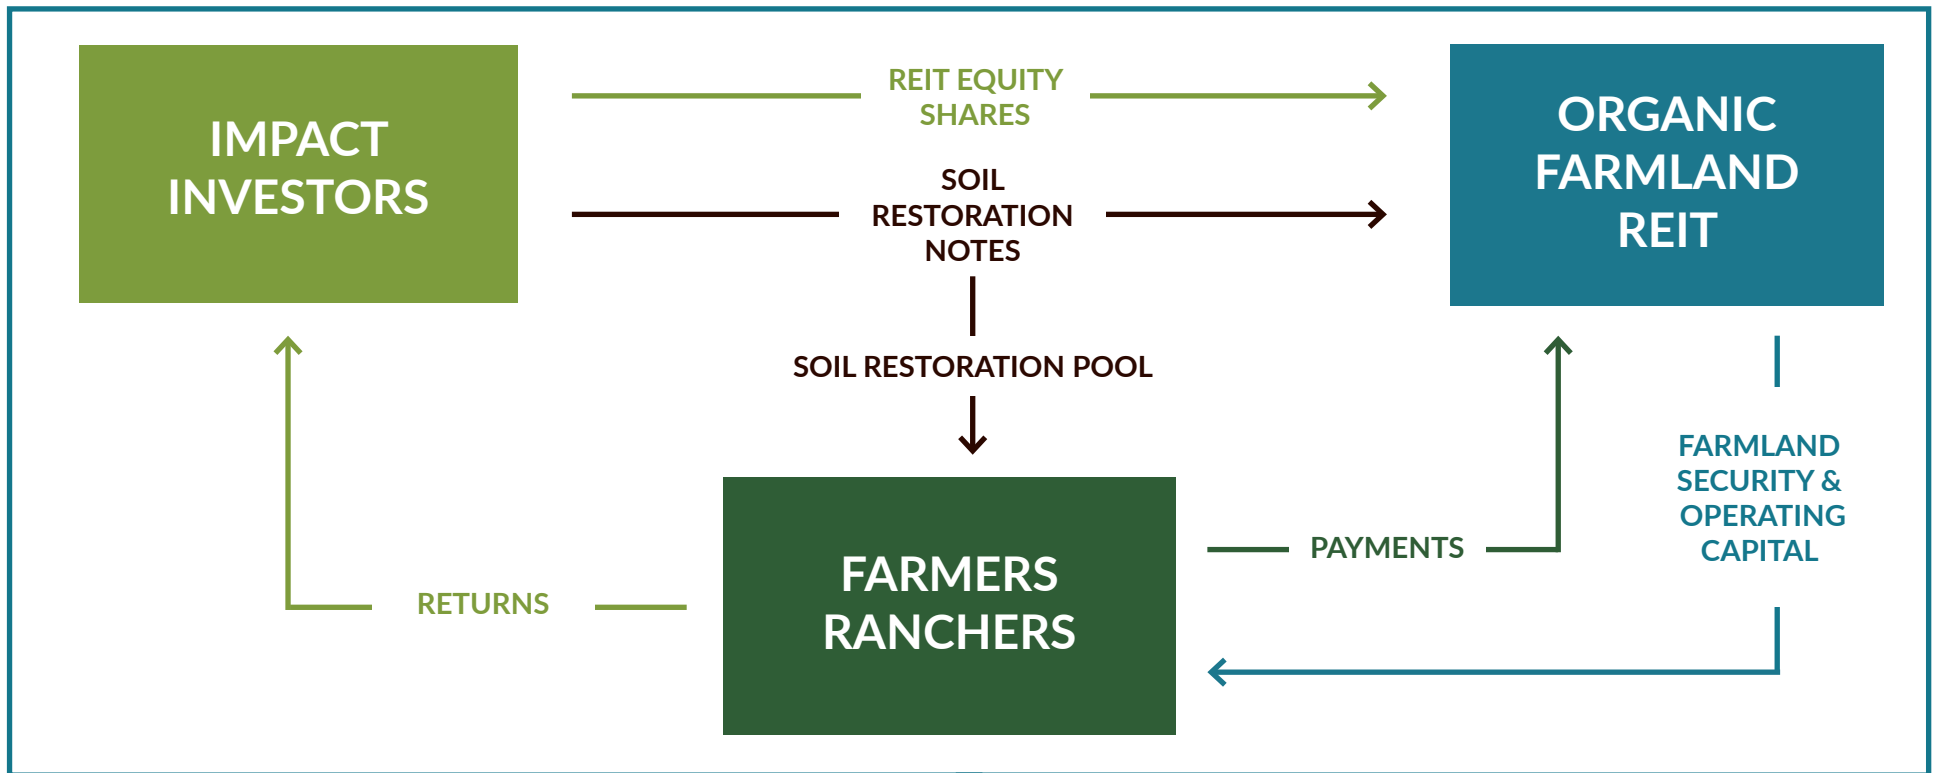 IMPACT
INVESTORS
REIT EQUITY
SHARES
SOIL
RESTORATION
NOTES
ORGANIC
FARMLAND
REIT
SOIL RESTORATION POOL
FARMLAND
SECURITY &
OPERATING
CAPITAL
PAYMENTS
FARMERS
RANCHERS
RETURNS